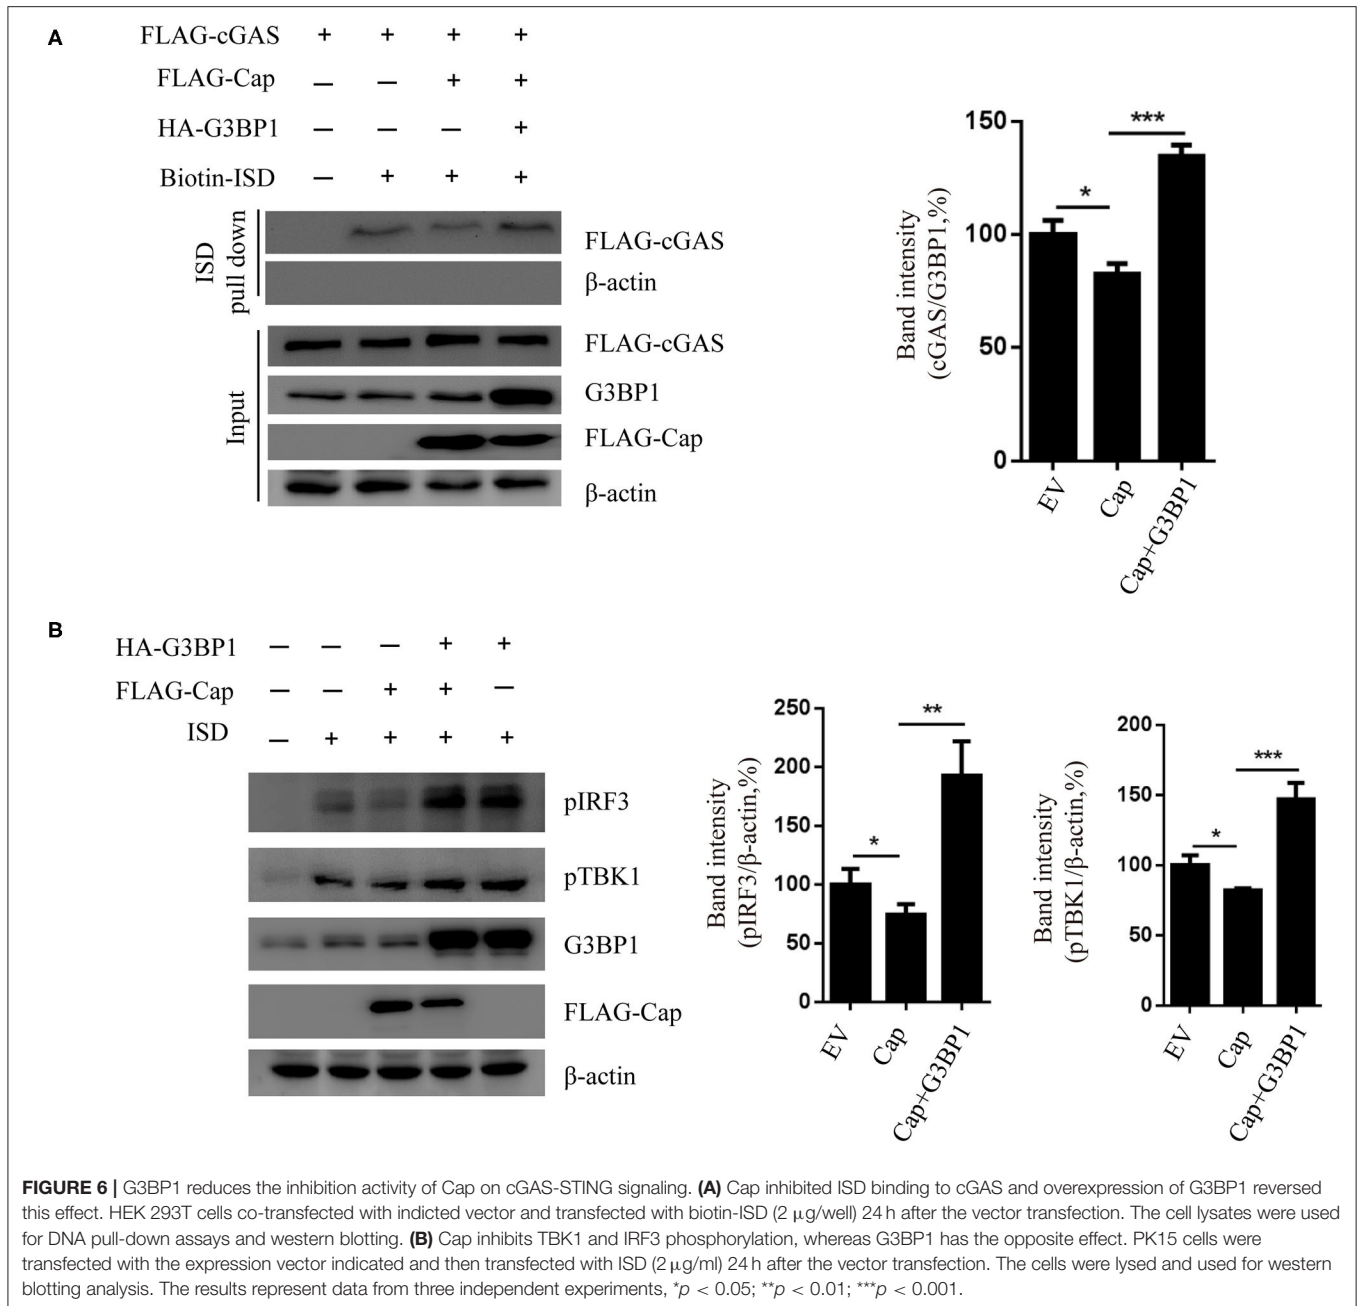 A
FLAG-cGAS + + + +
FLAG-Cap — — + +
HA-G3BP1 — — — +
Biotin-ISD — + + +
ISD
pull down
FLAG-cGAS
β-actin
Input
FLAG-cGAS
G3BP1
FLAG-Cap
β-actin
Band intensity
(cGAS/G3BP1,%)
150
100
50
0
*
***
EV
Cap
Cap+G3BP1
B
HA-G3BP1 — — — + +
FLAG-Cap — — + + —
ISD — + + + +
pIRF3
pTBK1
G3BP1
FLAG-Cap
β-actin
Band intensity
(pIRF3/β-actin,%)
250
200
150
100
50
0
*
**
EV
Cap
Cap+G3BP1
Band intensity
(pTBK1/β-actin,%)
200
150
100
50
0
*
***
EV
Cap
Cap+G3BP1
FIGURE 6 | G3BP1 reduces the inhibition activity of Cap on cGAS-STING signaling. (A) Cap inhibited ISD binding to cGAS and overexpression of G3BP1 reversed
this effect. HEK 293T cells co-transfected with indicted vector and transfected with biotin-ISD (2 μg/well) 24 h after the vector transfection. The cell lysates were used
for DNA pull-down assays and western blotting. (B) Cap inhibits TBK1 and IRF3 phosphorylation, whereas G3BP1 has the opposite effect. PK15 cells were
transfected with the expression vector indicated and then transfected with ISD (2 μg/ml) 24 h after the vector transfection. The cells were lysed and used for western
blotting analysis. The results represent data from three independent experiments, *p < 0.05; **p < 0.01; ***p < 0.001.